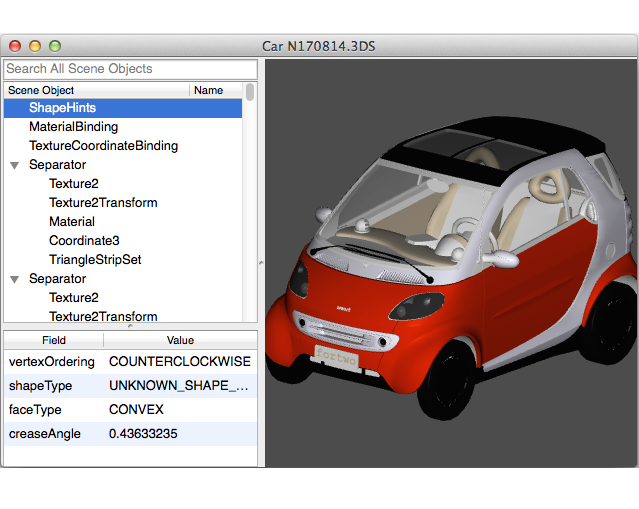 Car N170814.3DS
Search All Scene Objects
Scene Object Name
ShapeHints
MaterialBinding
TextureCoordinateBinding
Separator
Texture2
Texture2Transform
Material
Coordinate3
TriangleStripSet
Separator
Texture2
Texture2Transform
Field Value
vertexOrdering COUNTERCLOCKWISE
shapeType UNKNOWN_SHAPE_...
faceType CONVEX
creaseAngle 0.43633235
smart
fortwo